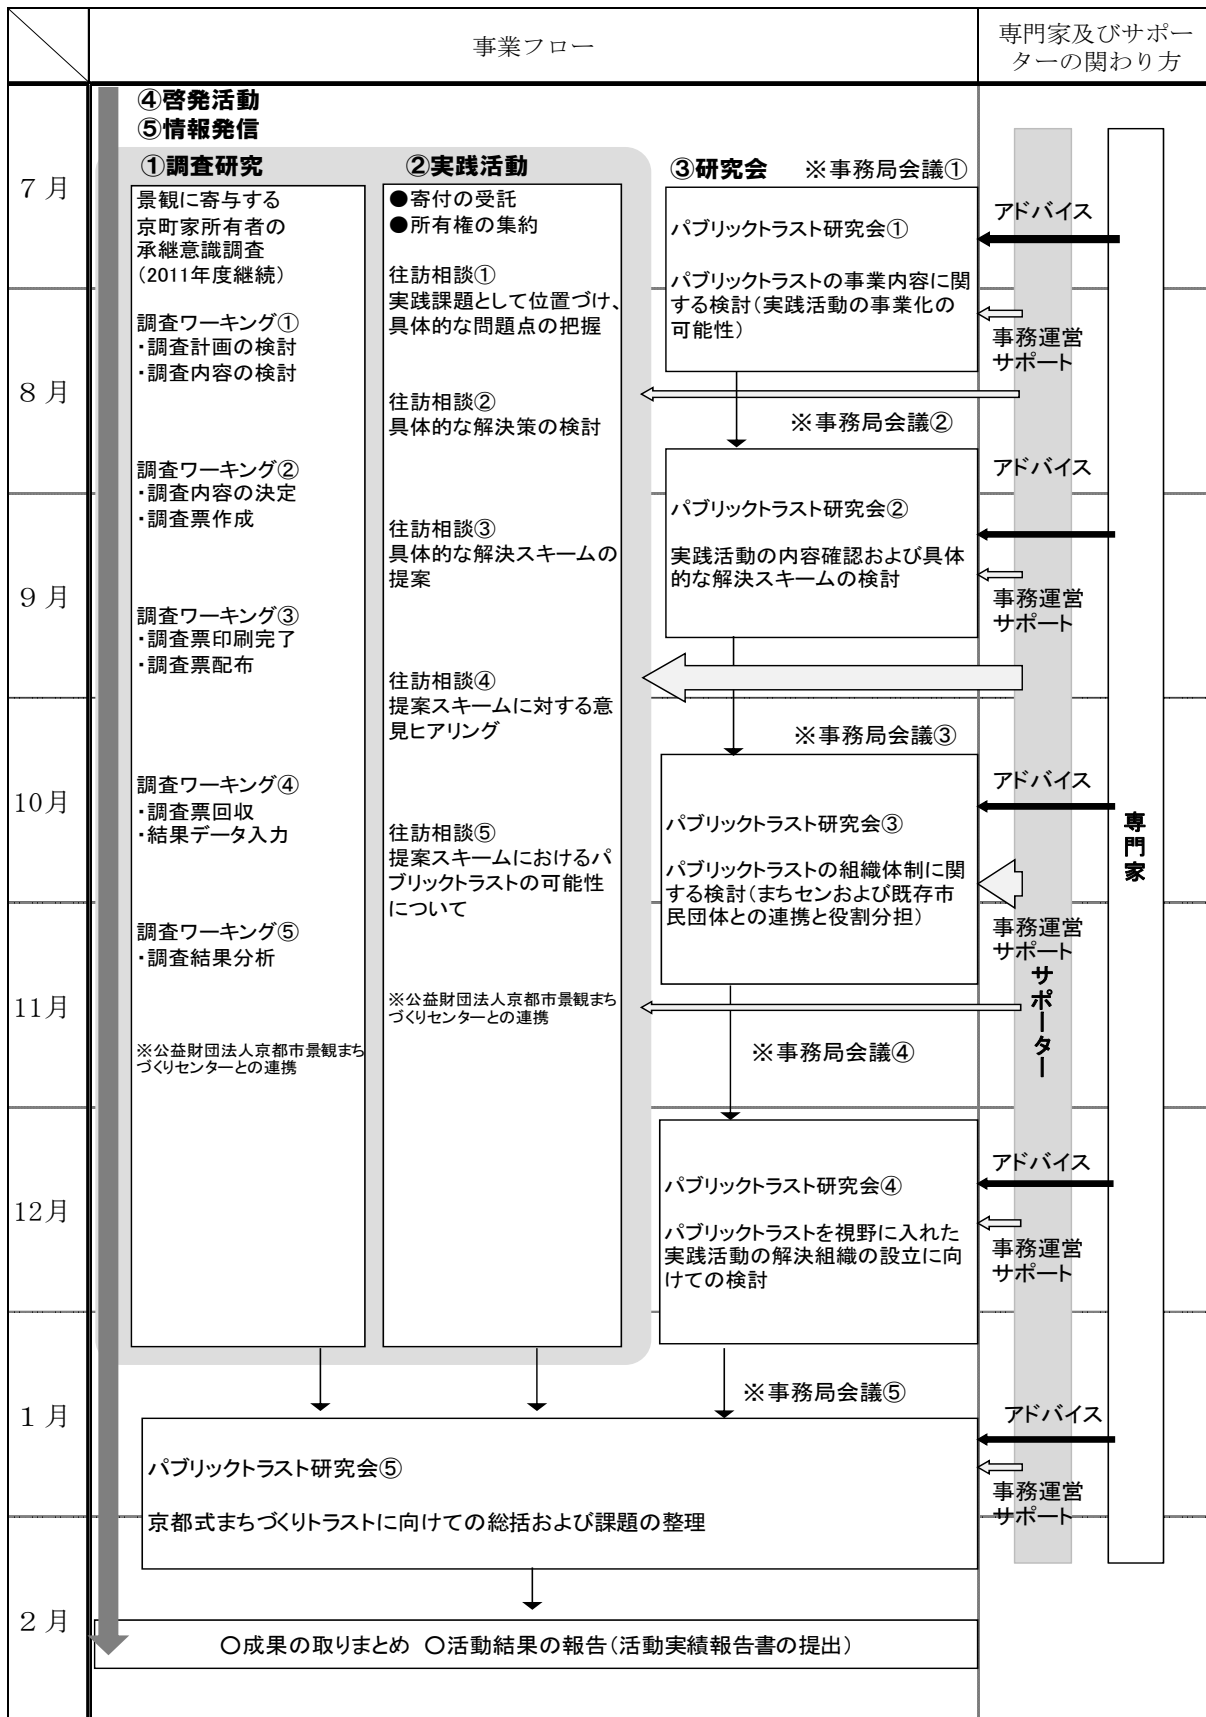 事業フロー
専門家及びサポー
ターの関わり方
④啓発活動
⑤情報発信
7月
8月
9月
10月
11月
12月
1月
2月
①調査研究
景観に寄与する
京町家所有者の
承継意識調査
(2011年度継続)
調査ワーキング①
・調査計画の検討
・調査内容の検討
調査ワーキング②
・調査内容の決定
・調査票作成
調査ワーキング③
・調査票印刷完了
・調査票配布
調査ワーキング④
・調査票回収
・結果データ入力
調査ワーキング⑤
・調査結果分析
※公益財団法人京都市景観まち
づくりセンターとの連携
②実践活動
●寄付の受託
●所有権の集約
往訪相談①
実践課題として位置づけ、
具体的な問題点の把握
往訪相談②
具体的な解決策の検討
往訪相談③
具体的な解決スキームの
提案
往訪相談④
提案スキームに対する意
見ヒアリング
往訪相談⑤
提案スキームにおけるパ
ブリックトラストの可能性
について
※公益財団法人京都市景観まち
づくりセンターとの連携
③研究会
※事務局会議①
パブリックトラスト研究会①
パブリックトラストの事業内容に関
する検討(実践活動の事業化の
可能性)
※事務局会議②
パブリックトラスト研究会②
実践活動の内容確認および具体
的な解決スキームの検討
※事務局会議③
パブリックトラスト研究会③
パブリックトラストの組織体制に関
する検討(まちセンおよび既存市
民団体との連携と役割分担)
※事務局会議④
パブリックトラスト研究会④
パブリックトラストを視野に入れた
実践活動の解決組織の設立に向
けての検討
※事務局会議⑤
パブリックトラスト研究会⑤
京都式まちづくりトラストに向けての総括および課題の整理
○成果の取りまとめ ○活動結果の報告(活動実績報告書の提出)
アドバイス
事務運営
サポート
アドバイス
事務運営
サポート
アドバイス
事務運営
サポート
アドバイス
事務運営
サポート
アドバイス
事務運営
サポート
サポーター
専門家